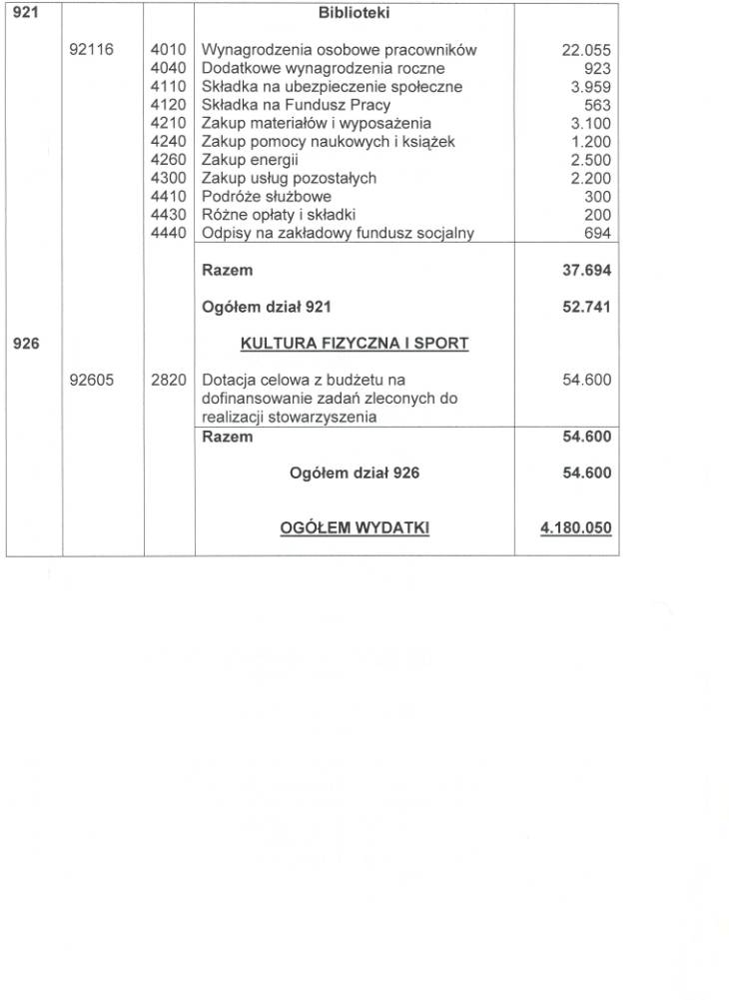 921 Biblioteki
92116 4010 Wynagrodzenia osobowe pracowników 22.055
4040 Dodatkowe wynagrodzenia roczne 923
4110 Składka na ubezpieczenie społeczne 3.959
4120 Składka na Fundusz Pracy 563
4210 Zakup materiałów i wyposażenia 3.100
4240 Zakup pomocy naukowych i książek 1.200
4260 Zakup energii 2.500
4300 Zakup usług pozostałych 2.200
4410 Podróże służbowe 300
4430 Różne opłaty i składki 200
4440 Odpisy na zakładowy fundusz socjalny 694
Razem 37.694
Ogółem dział 921 52.741
926 KULTURA FIZYCZNA I SPORT
92605 2820 Dotacja celowa z budżetu na 54.600
dofinansowanie zadań zleconych do
realizacji stowarzyszenia
Razem 54.600
Ogółem dział 926 54.600
OGÓŁEM WYDATKI 4.180.050